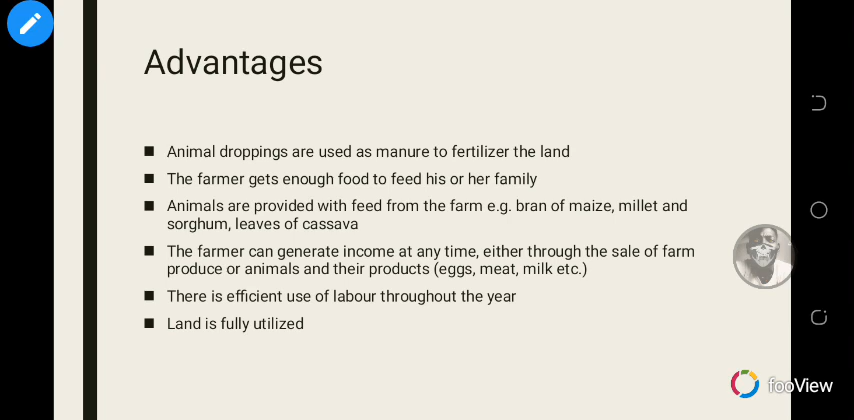 Advantages
Animal droppings are used as manure to fertilizer the land
The farmer gets enough food to feed his or her family
Animals are provided with feed from the farm e.g. bran of maize, millet and
sorghum, leaves of cassava
The farmer can generate income at any time, either through the sale of farm
produce or animals and their products (eggs, meat, milk etc.)
There is efficient use of labour throughout the year
Land is fully utilized
fooView